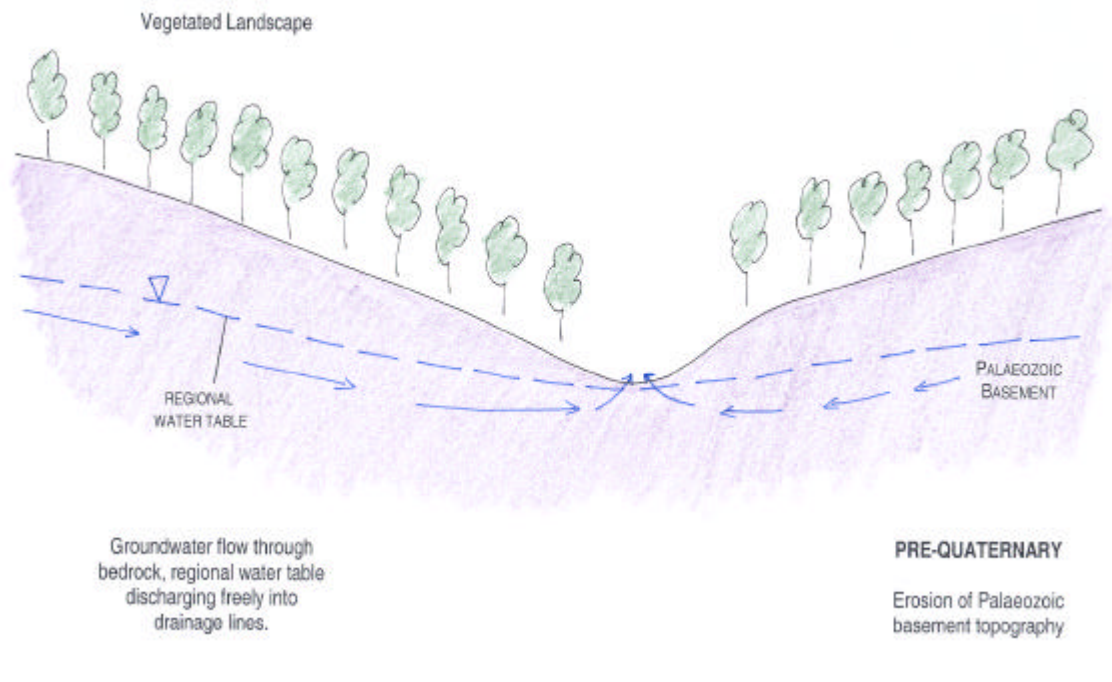 Vegetated Landscape
REGIONAL
WATER TABLE
PALAEOZOIC
BASEMENT
Groundwater flow through
bedrock, regional water table
discharging freely into
drainage lines.
PRE-QUATERNARY
Erosion of Palaeozoic
basement topography